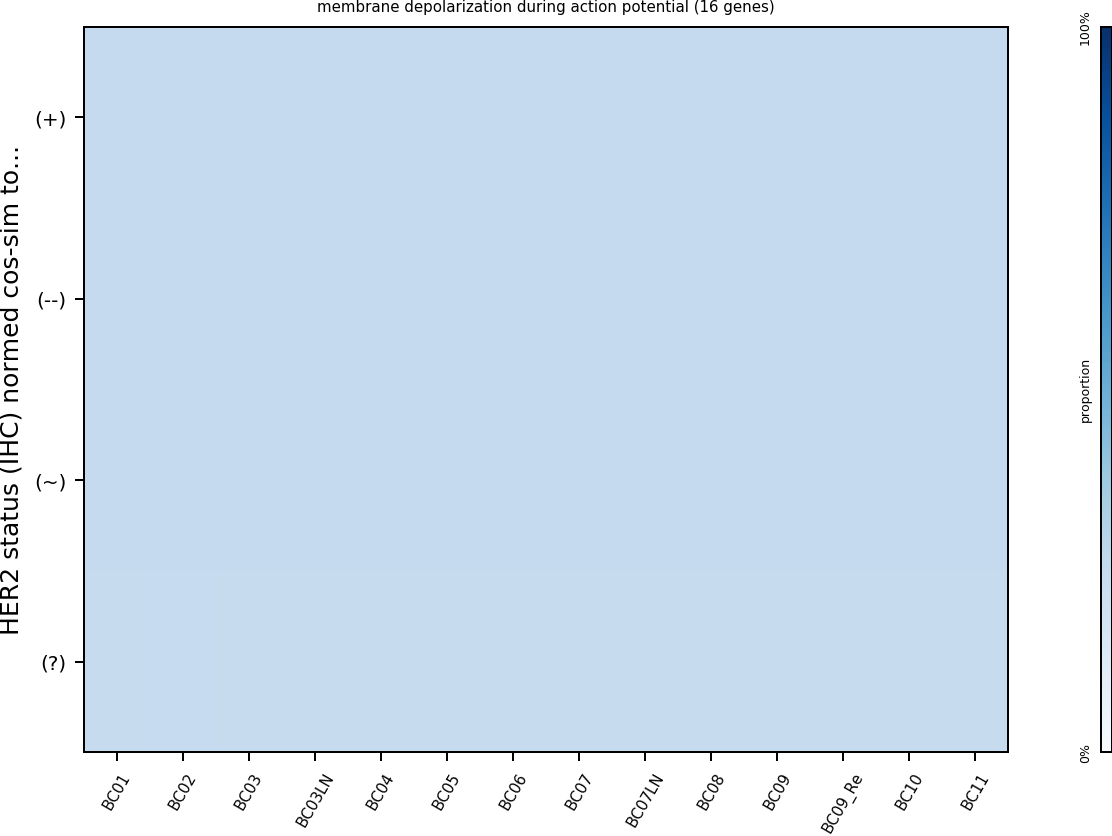 membrane depolarization during action potential (16 genes)
HER2 status (IHC) normed cos-sim to...
(+)
(--)
(~)
(?)
BC01
BC02
BC03
BC03LN
BC04
BC05
BC06
BC07
BC07LN
BC08
BC09
BC09_Re
BC10
BC11
100%
proportion
0%